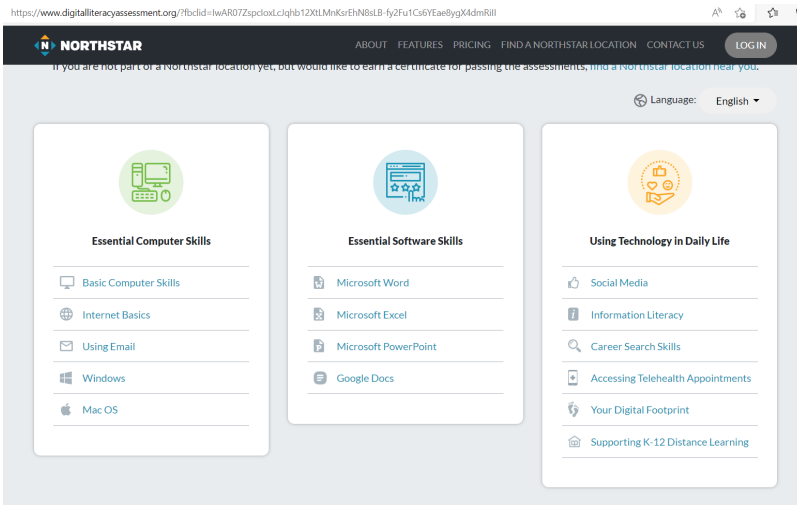 https://www.digitalliteracyassessment.org/?fbclid=IwAR07ZspcIoxLcJqhb12XtLMnKsrEhN8sLB-fy2Fu1Cs6YEae8ygX4dmRilI
NORTHSTAR
ABOUT FEATURES PRICING FIND A NORTHSTAR LOCATION CONTACT US LOG IN
If you are not part of a Northstar location yet, but would like to earn a certificate for passing the assessments, find a Northstar location near you.
Language: English
Essential Computer Skills
Basic Computer Skills
Internet Basics
Using Email
Windows
Mac OS
Essential Software Skills
Microsoft Word
Microsoft Excel
Microsoft PowerPoint
Google Docs
Using Technology in Daily Life
Social Media
Information Literacy
Career Search Skills
Accessing Telehealth Appointments
Your Digital Footprint
Supporting K-12 Distance Learning